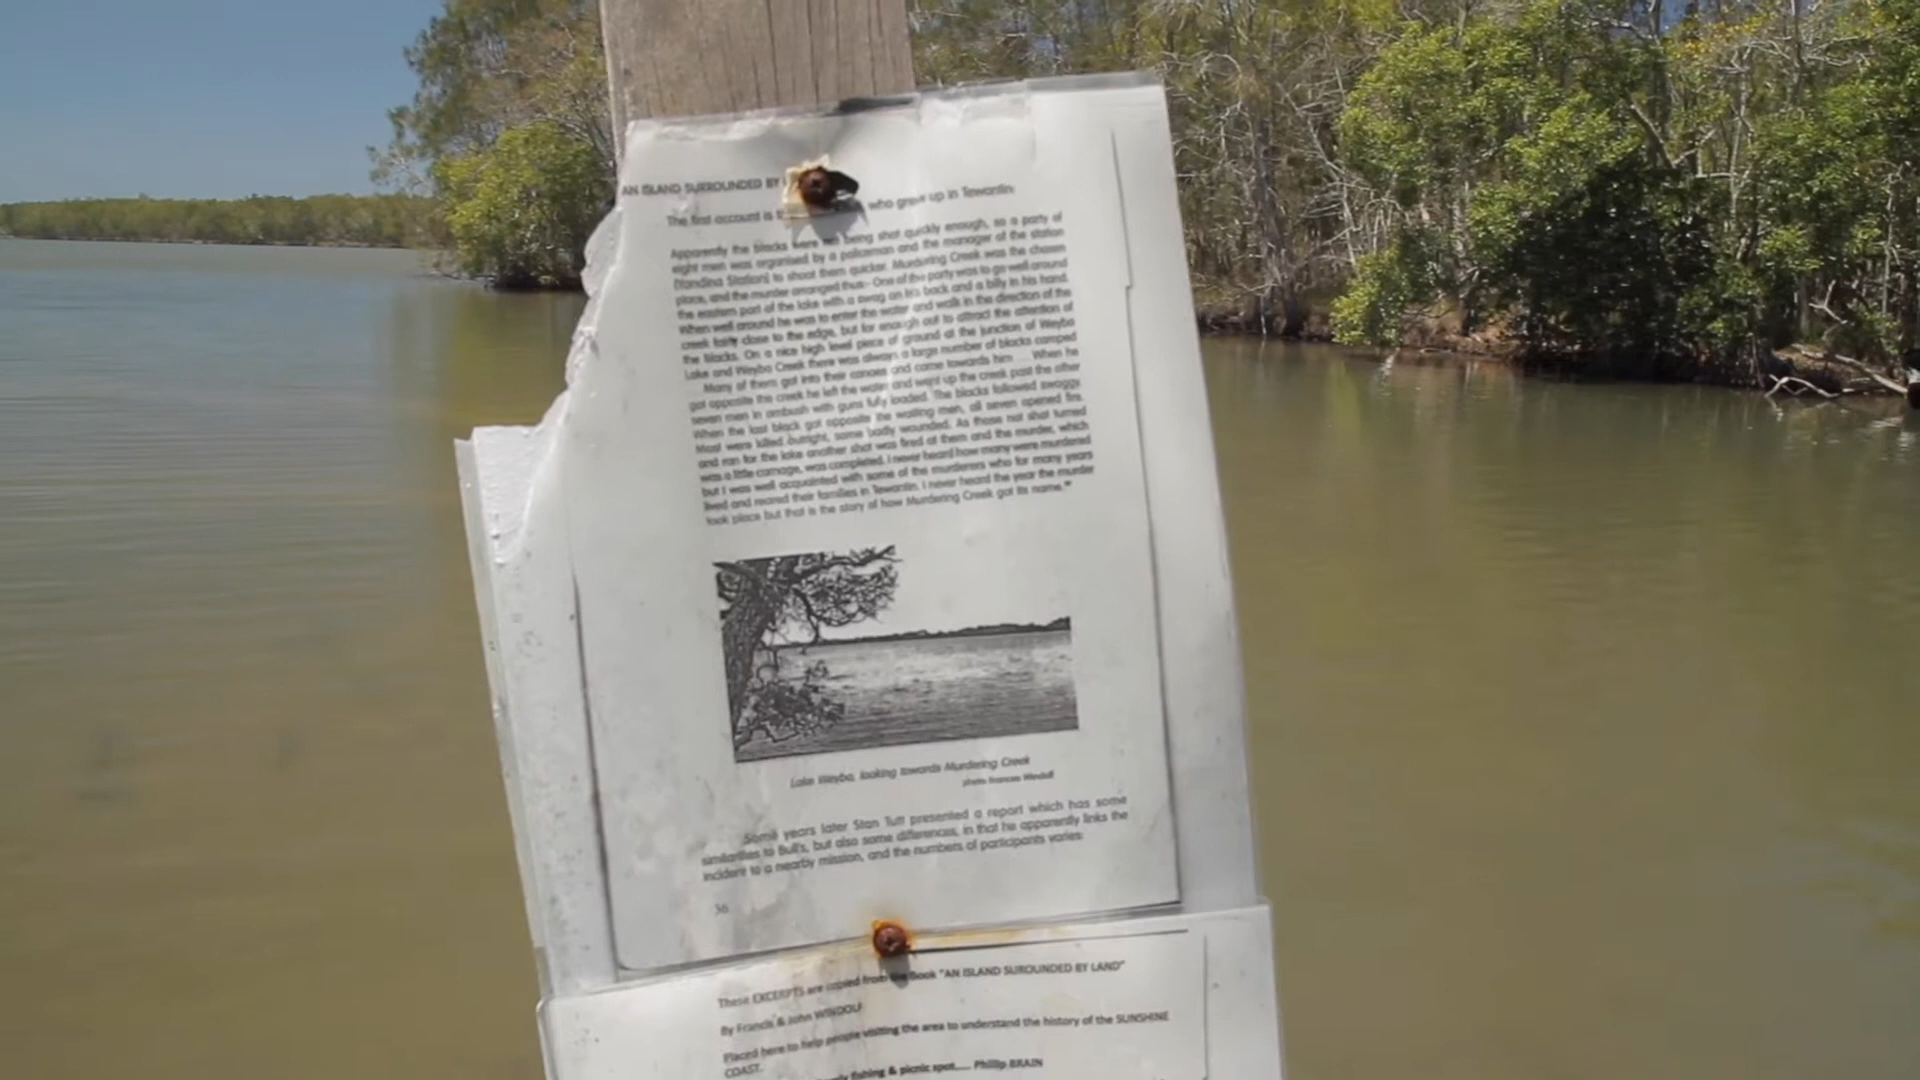 AN ISLAND SURROUNDED BY
The first account is who grew up in Tewantin:
Apparently the blacks were not being shot quickly enough, so a party of
eight men was organised by a policeman and the manager of the station
(Yandina Station) to shoot them quicker. Murdering Creek was the chosen
place, and the murder arranged thus:- One of the party was to go well around
the eastern part of the lake with a swag on his back and a billy in his hand.
When well around he was to enter the water and walk in the direction of the
creek fairly close to the edge, but far enough out to attract the attention of
the blacks. On a nice high level piece of ground at the junction of Weyba
Lake and Weyba Creek there was always a large number of blacks camped.
Many of them got into their canoes and came towards him ... When he
got opposite the creek he left the water and went up the creek past the other
seven men in ambush with guns fully loaded. The blacks followed swaggy.
When the last black got opposite the waiting men, all seven opened fire.
Most were killed outright, some badly wounded. As those not shot turned
and ran for the lake another shot was fired at them and the murder, which
was a little carnage, was completed. I never heard how many were murdered
but I was well acquainted with some of the murderers who for many years
lived and reared their families in Tewantin. I never heard the year the murder
took place but that is the story of how Murdering Creek got its name."
Lake Weyba, looking towards Murdering Creek
photo Frances Windolf
Some years later Stan Tutt presented a report which has some
similarities to Bull's, but also some differences, in that he apparently links the
incident to a nearby mission, and the numbers of participants varies:
36
These EXCERPTS are copied from the Book "AN ISLAND SUROUNDED BY LAND"
By Francis & John WINDOLF
Placed here to help people visiting the area to understand the history of the SUNSHINE
COAST.
fishing & picnic spot..... Phillip BRAIN